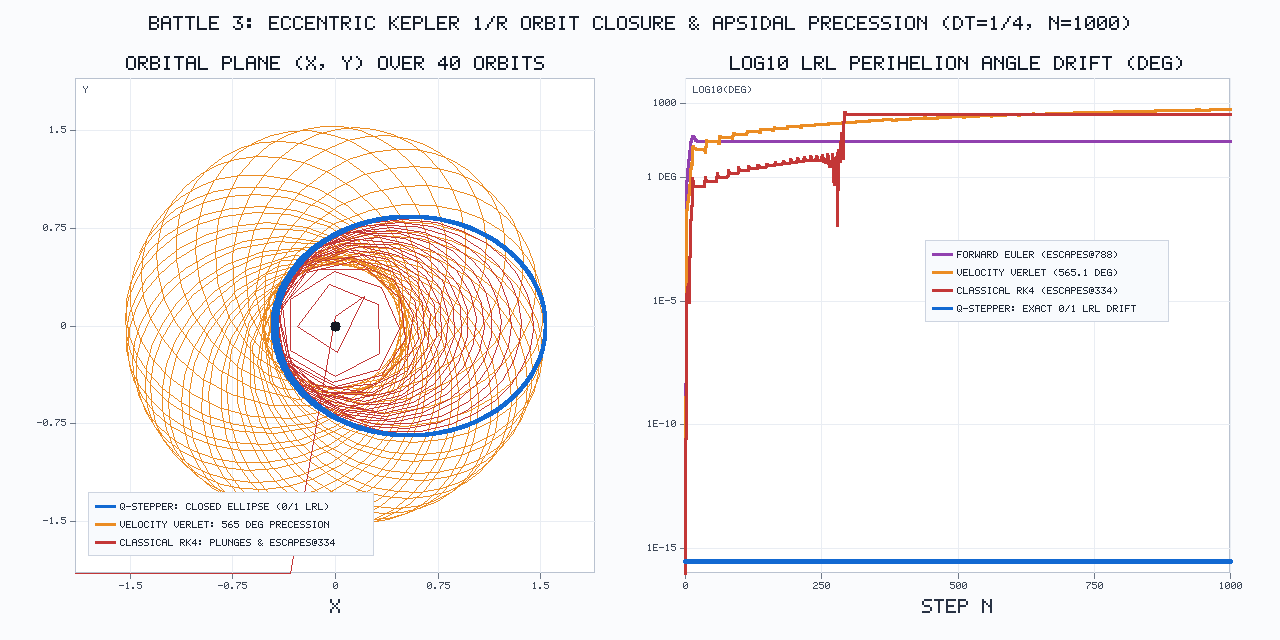 BATTLE 3: ECCENTRIC KEPLER 1/R ORBIT CLOSURE & APSIDAL PRECESSION (DT=1/4, N=1000)
ORBITAL PLANE (X, Y) OVER 40 ORBITS
Y
1.5
0.75
0
-0.75
-1.5
Q-STEPPER: CLOSED ELLIPSE (0/1 LRL)
VELOCITY VERLET: 565 DEG PRECESSION
CLASSICAL RK4: PLUNGES & ESCAPES@334
-1.5
-0.75
0
0.75
1.5
X
LOG10 LRL PERIHELION ANGLE DRIFT (DEG)
LOG10(DEG)
1000
1 DEG
1E-5
1E-10
1E-15
FORWARD EULER (ESCAPES@788)
VELOCITY VERLET (565.1 DEG)
CLASSICAL RK4 (ESCAPES@334)
Q-STEPPER: EXACT 0/1 LRL DRIFT
0
250
500
750
1000
STEP N